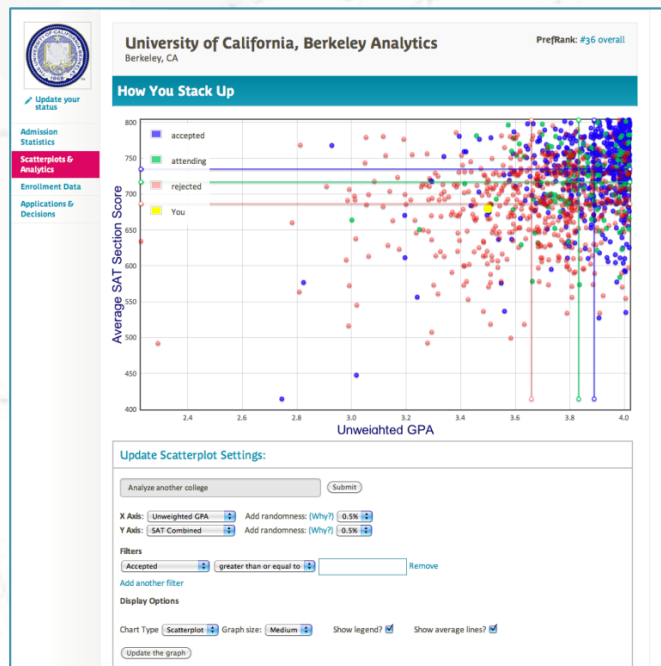 University of California, Berkeley Analytics
Berkeley, CA
PrefRank: #36 overall
Update your
status
Admission
Statistics
Scatterplots &
Analytics
Enrollment Data
Applications &
Decisions
How You Stack Up
800
750
700
650
600
550
500
450
400
accepted
attending
rejected
You
Average SAT Section Score
2.4
2.6
2.8
3.0
3.2
3.4
3.6
3.8
4.0
Unweighted GPA
Update Scatterplot Settings:
Analyze another college
Submit
X Axis: Unweighted GPA Add randomness: (Why?) 0.5%
Y Axis: SAT Combined Add randomness: (Why?) 0.5%
Filters
Accepted greater than or equal to Remove
Add another filter
Display Options
Chart Type Scatterplot Graph size: Medium Show legend? Show average lines?
Update the graph